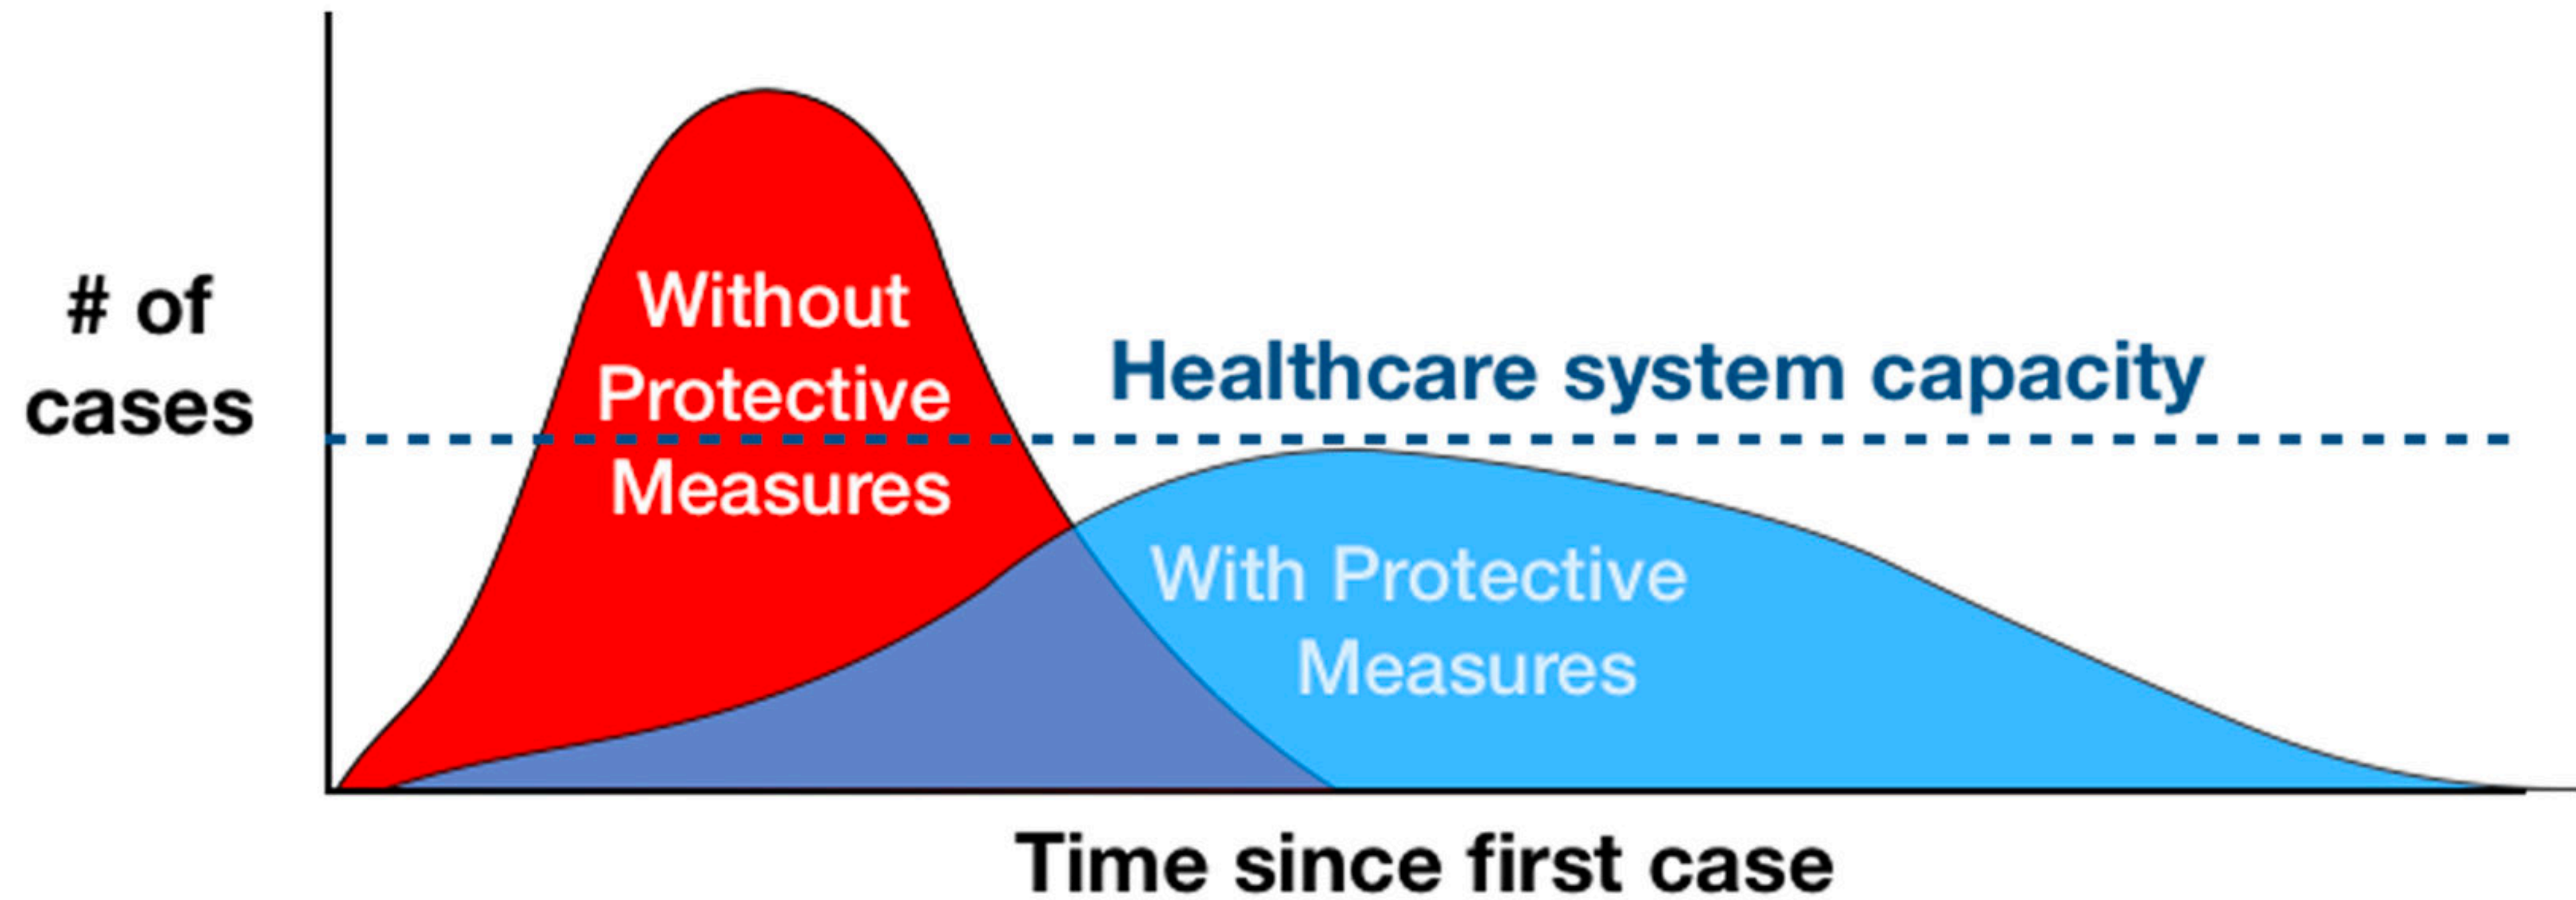 # of
cases
Without
Protective
Measures
Healthcare system capacity
With Protective
Measures
Time since first case